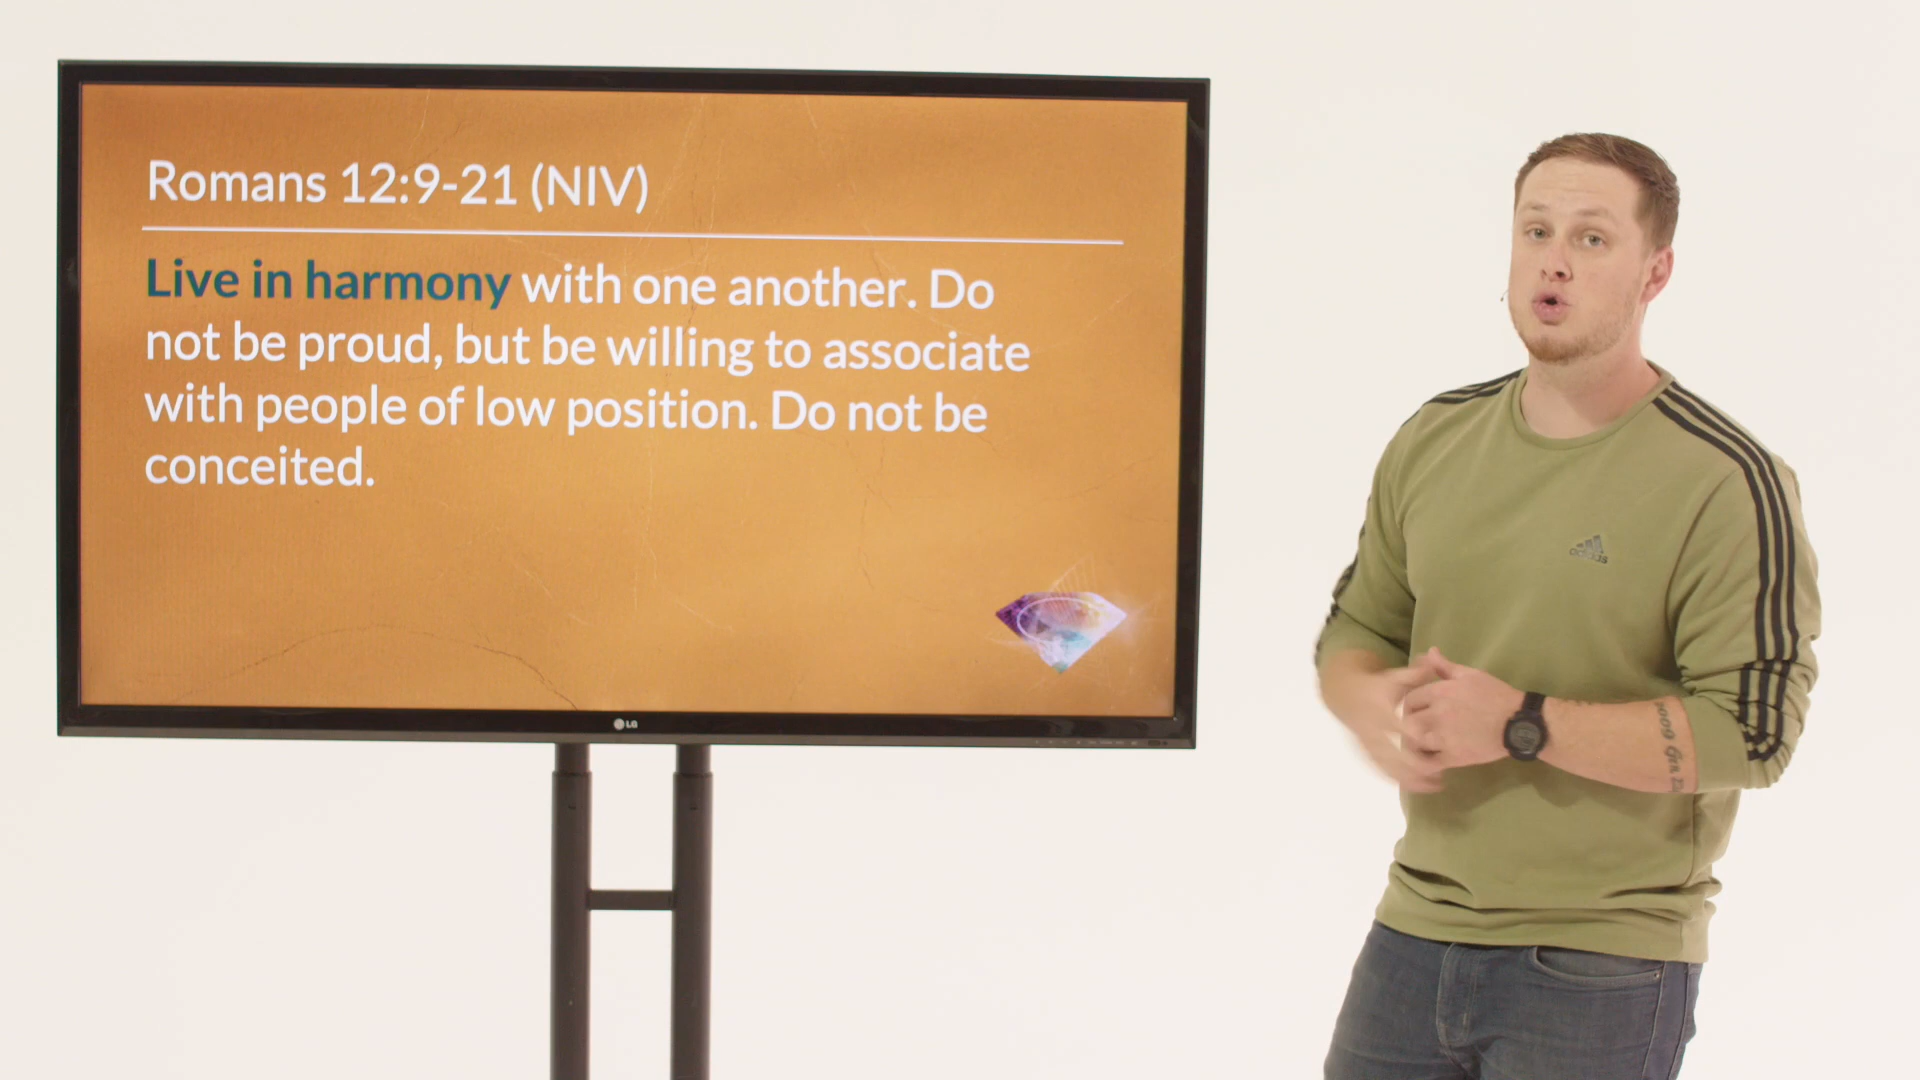 Romans 12:9-21 (NIV)
Live in harmony with one another. Do
not be proud, but be willing to associate
with people of low position. Do not be
conceited.
LG
adidas